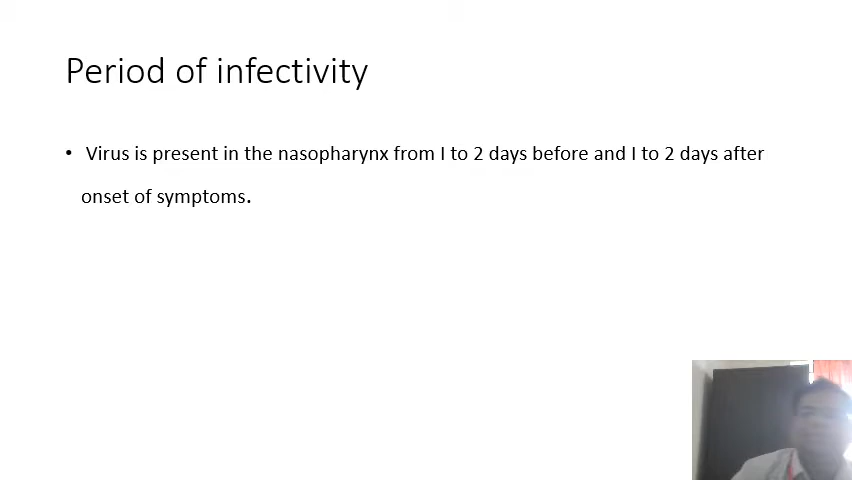 Period of infectivity
• Virus is present in the nasopharynx from I to 2 days before and I to 2 days after
onset of symptoms.